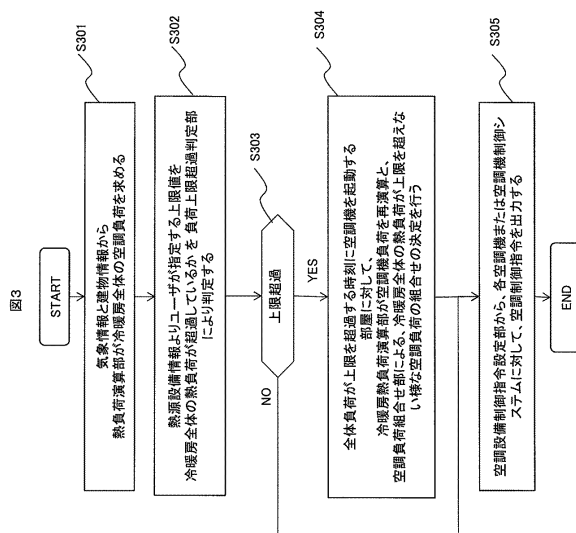 図3
START
気象情報と建物情報から
熱負荷演算部が冷暖房全体の空調負荷を求める
S301
熱源設備情報よりユーザが指定する上限値を
冷暖房全体の熱負荷が超過しているか を 負荷上限超過判定部
により判定する
S302
上限超過
S303
NO
YES
全体負荷が上限を超過する時刻に空調機を起動する
部屋に対して、
冷暖房熱負荷演算部が空調機負荷を再演算と、
空調負荷組合せ部による、冷暖房全体の熱負荷が上限を超えな
い様な空調負荷の組合せの決定を行う
S304
空調設備制御指令設定部から、各空調機または空調機制御シ
ステムに対して、空調制御指令を出力する
S305
END